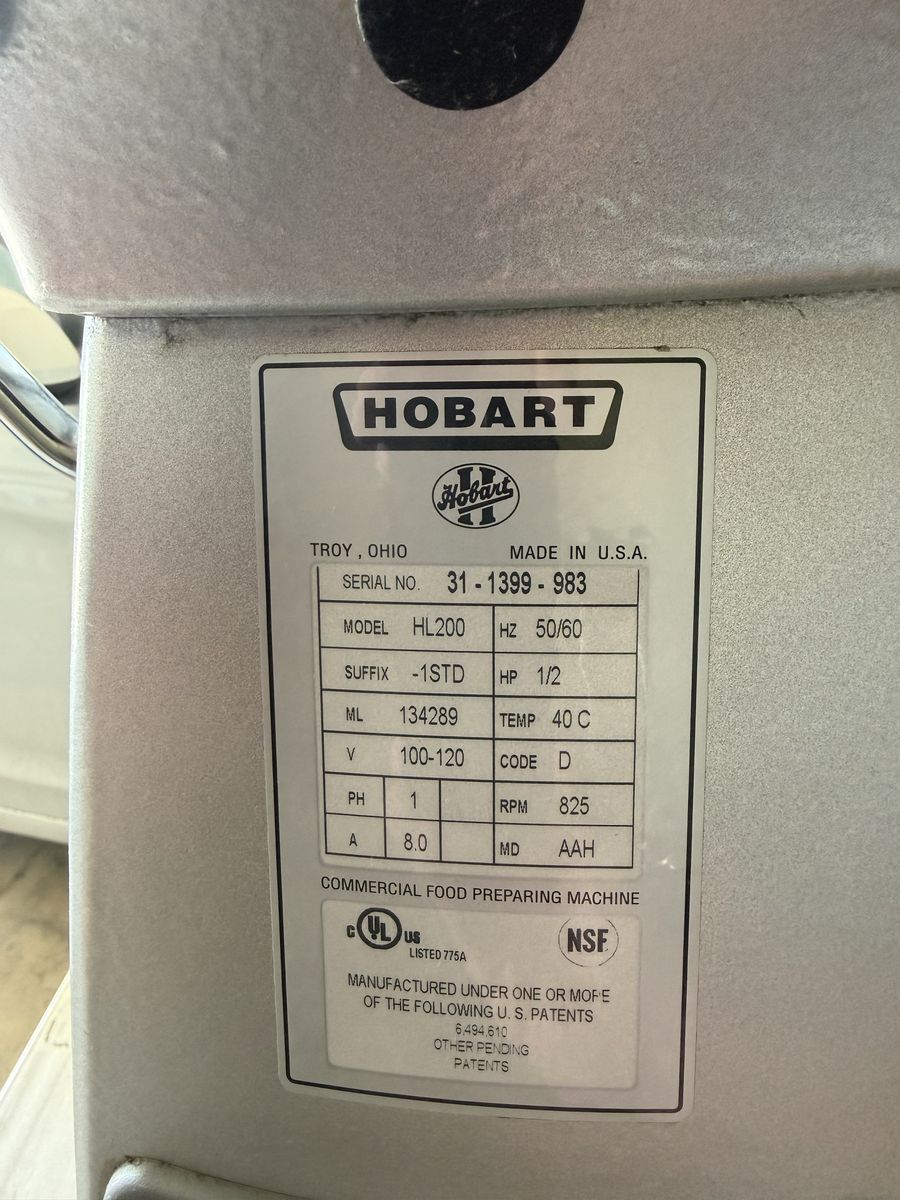 HOBART
Hobart
TROY, OHIO MADE IN U.S.A.
SERIAL NO. 31 - 1399 - 983
MODEL HL200 HZ 50/60
SUFFIX -1STD HP 1/2
ML 134289 TEMP 40 C
V 100-120 CODE D
PH 1 RPM 825
A 8.0 MD AAH
COMMERCIAL FOOD PREPARING MACHINE
C UL US NSF
LISTED 775A
MANUFACTURED UNDER ONE OR MORE
OF THE FOLLOWING U. S. PATENTS
6,494,610
OTHER PENDING
PATENTS